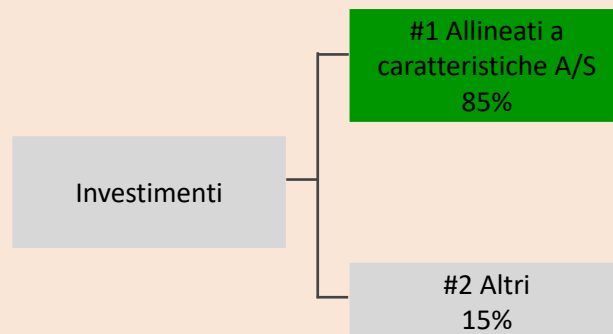 #1 Allineati a
caratteristiche A/S
85%
Investimenti
#2 Altri
15%